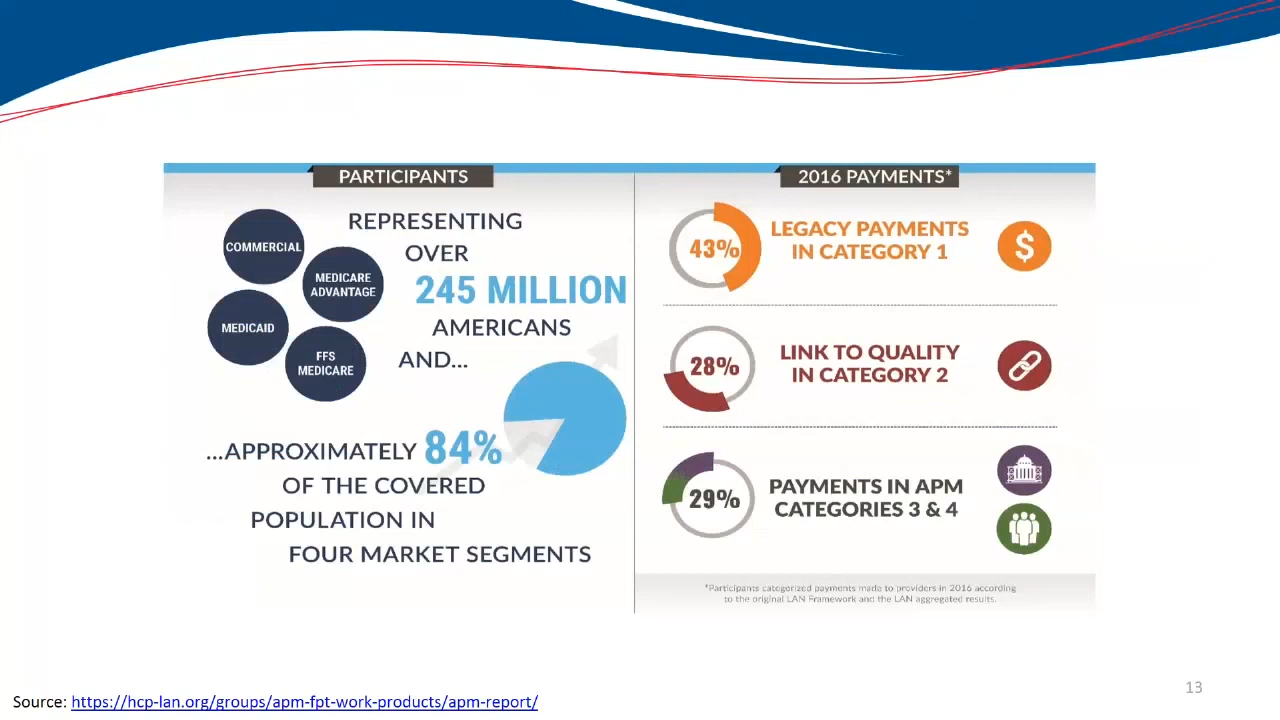 PARTICIPANTS
COMMERCIAL
MEDICARE
ADVANTAGE
MEDICAID
FFS
MEDICARE
REPRESENTING
OVER
245 MILLION
AMERICANS
AND...
...APPROXIMATELY 84%
OF THE COVERED
POPULATION IN
FOUR MARKET SEGMENTS
2016 PAYMENTS*
43%
LEGACY PAYMENTS
IN CATEGORY 1
$
28%
LINK TO QUALITY
IN CATEGORY 2
29%
PAYMENTS IN APM
CATEGORIES 3 & 4
*Participants categorized payments made to providers in 2016 according
to the original LAN Framework and the LAN aggregated results.
13
Source: https://hcp-lan.org/groups/apm-fpt-work-products/apm-report/